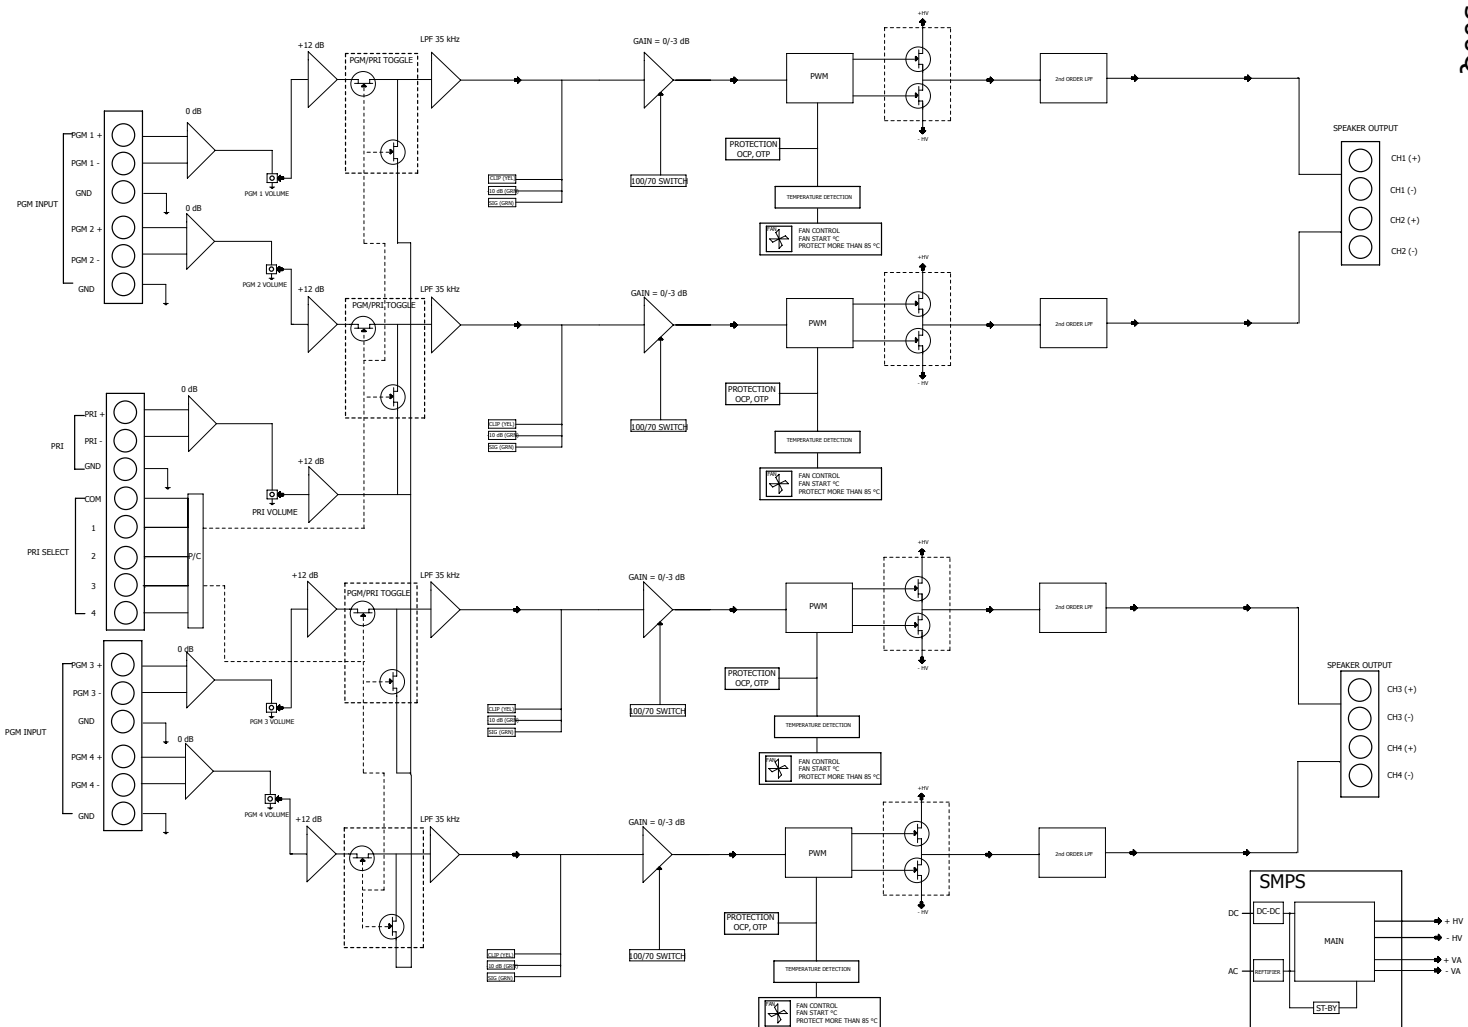 +12 dB
LPF 35 kHz
GAIN = 0/-3 dB
+HV
PGM/PRI TOGGLE
PWM
2nd ORDER LPF
0 dB
PGM 1 +
PGM 1 -
GND
PGM INPUT
PGM 2 +
PGM 2 -
GND
PGM 1 VOLUME
0 dB
PGM 2 VOLUME
CLIP (YEL)
-10 dB (GRN)
SIG (GRN)
100/70 SWITCH
- HV
PROTECTION
OCP, OTP
TEMPERATURE DETECTION
FAN
FAN CONTROL
FAN START °C
PROTECT MORE THAN 85 °C
SPEAKER OUTPUT
CH1 (+)
CH1 (-)
CH2 (+)
CH2 (-)
+12 dB
LPF 35 kHz
GAIN = 0/-3 dB
+HV
PGM/PRI TOGGLE
PWM
2nd ORDER LPF
- HV
PROTECTION
OCP, OTP
CLIP (YEL)
-10 dB (GRN)
SIG (GRN)
100/70 SWITCH
TEMPERATURE DETECTION
FAN
FAN CONTROL
FAN START °C
PROTECT MORE THAN 85 °C
0 dB
PRI +
PRI
PRI -
GND
COM
1
PRI SELECT
2
3
4
P/C
+12 dB
PRI VOLUME
+12 dB
LPF 35 kHz
GAIN = 0/-3 dB
+HV
PGM/PRI TOGGLE
PWM
2nd ORDER LPF
- HV
0 dB
PGM 3 +
PGM 3 -
GND
PGM INPUT
PGM 4 +
PGM 4 -
GND
PGM 3 VOLUME
0 dB
PGM 4 VOLUME
CLIP (YEL)
-10 dB (GRN)
SIG (GRN)
100/70 SWITCH
PROTECTION
OCP, OTP
TEMPERATURE DETECTION
FAN
FAN CONTROL
FAN START °C
PROTECT MORE THAN 85 °C
SPEAKER OUTPUT
CH3 (+)
CH3 (-)
CH4 (+)
CH4 (-)
+12 dB
LPF 35 kHz
GAIN = 0/-3 dB
+HV
PWM
2nd ORDER LPF
- HV
PROTECTION
OCP, OTP
CLIP (YEL)
-10 dB (GRN)
SIG (GRN)
100/70 SWITCH
TEMPERATURE DETECTION
FAN
FAN CONTROL
FAN START °C
PROTECT MORE THAN 85 °C
SMPS
DC
DC-DC
MAIN
AC
REFTIFIER
ST-BY
+ HV
- HV
+ VA
- VA